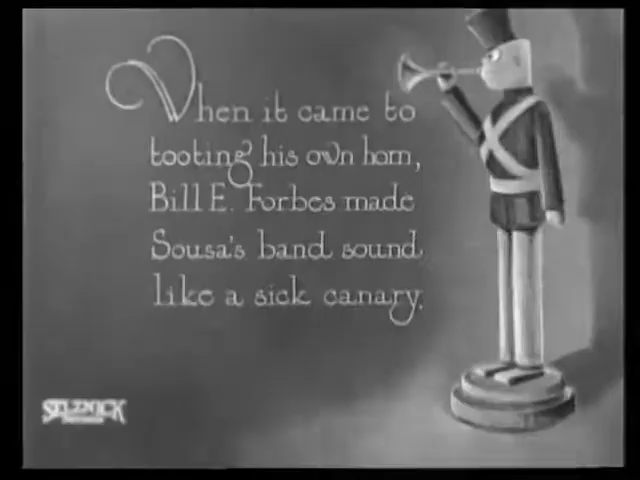 When it came to
tooting his own horn,
Bill E. Forbes made
Sousa's band sound
like a sick canary.
SELZNICK